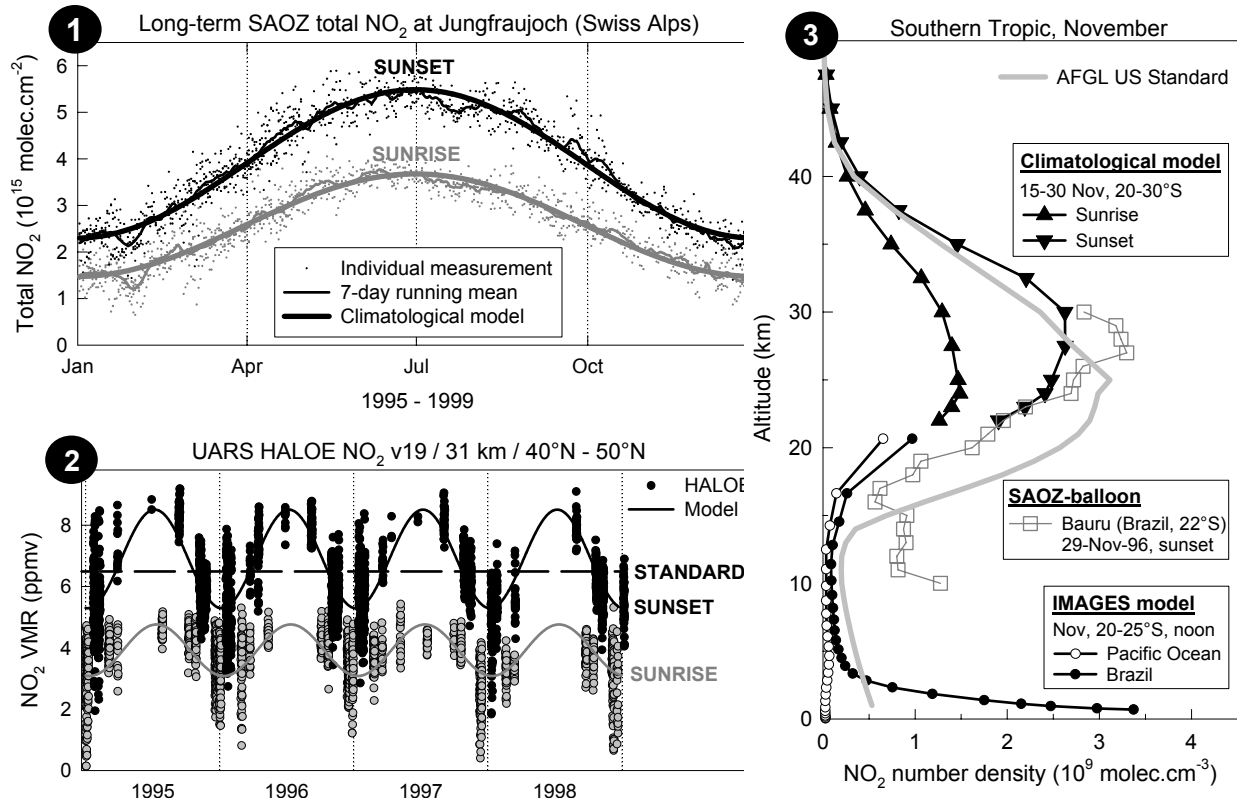 1
Long-term SAOZ total NO₂ at Jungfraujoch (Swiss Alps)
Total NO₂ (10¹⁵ molec.cm⁻²)
6
5
4
3
2
1
0
SUNSET
SUNRISE
Individual measurement
7-day running mean
Climatological model
Jan
Apr
Jul
Oct
1995 - 1999
2
UARS HALOE NO₂ v19 / 31 km / 40°N - 50°N
NO₂ VMR (ppmv)
8
6
4
2
0
HALOE
Model
STANDARD
SUNSET
SUNRISE
1995
1996
1997
1998
3
Southern Tropic, November
AFGL US Standard
Climatological model
15-30 Nov, 20-30°S
Sunrise
Sunset
Altitude (km)
40
30
20
10
0
SAOZ-balloon
Bauru (Brazil, 22°S)
29-Nov-96, sunset
IMAGES model
Nov, 20-25°S, noon
Pacific Ocean
Brazil
0
1
2
3
4
NO₂ number density (10⁹ molec.cm⁻³)